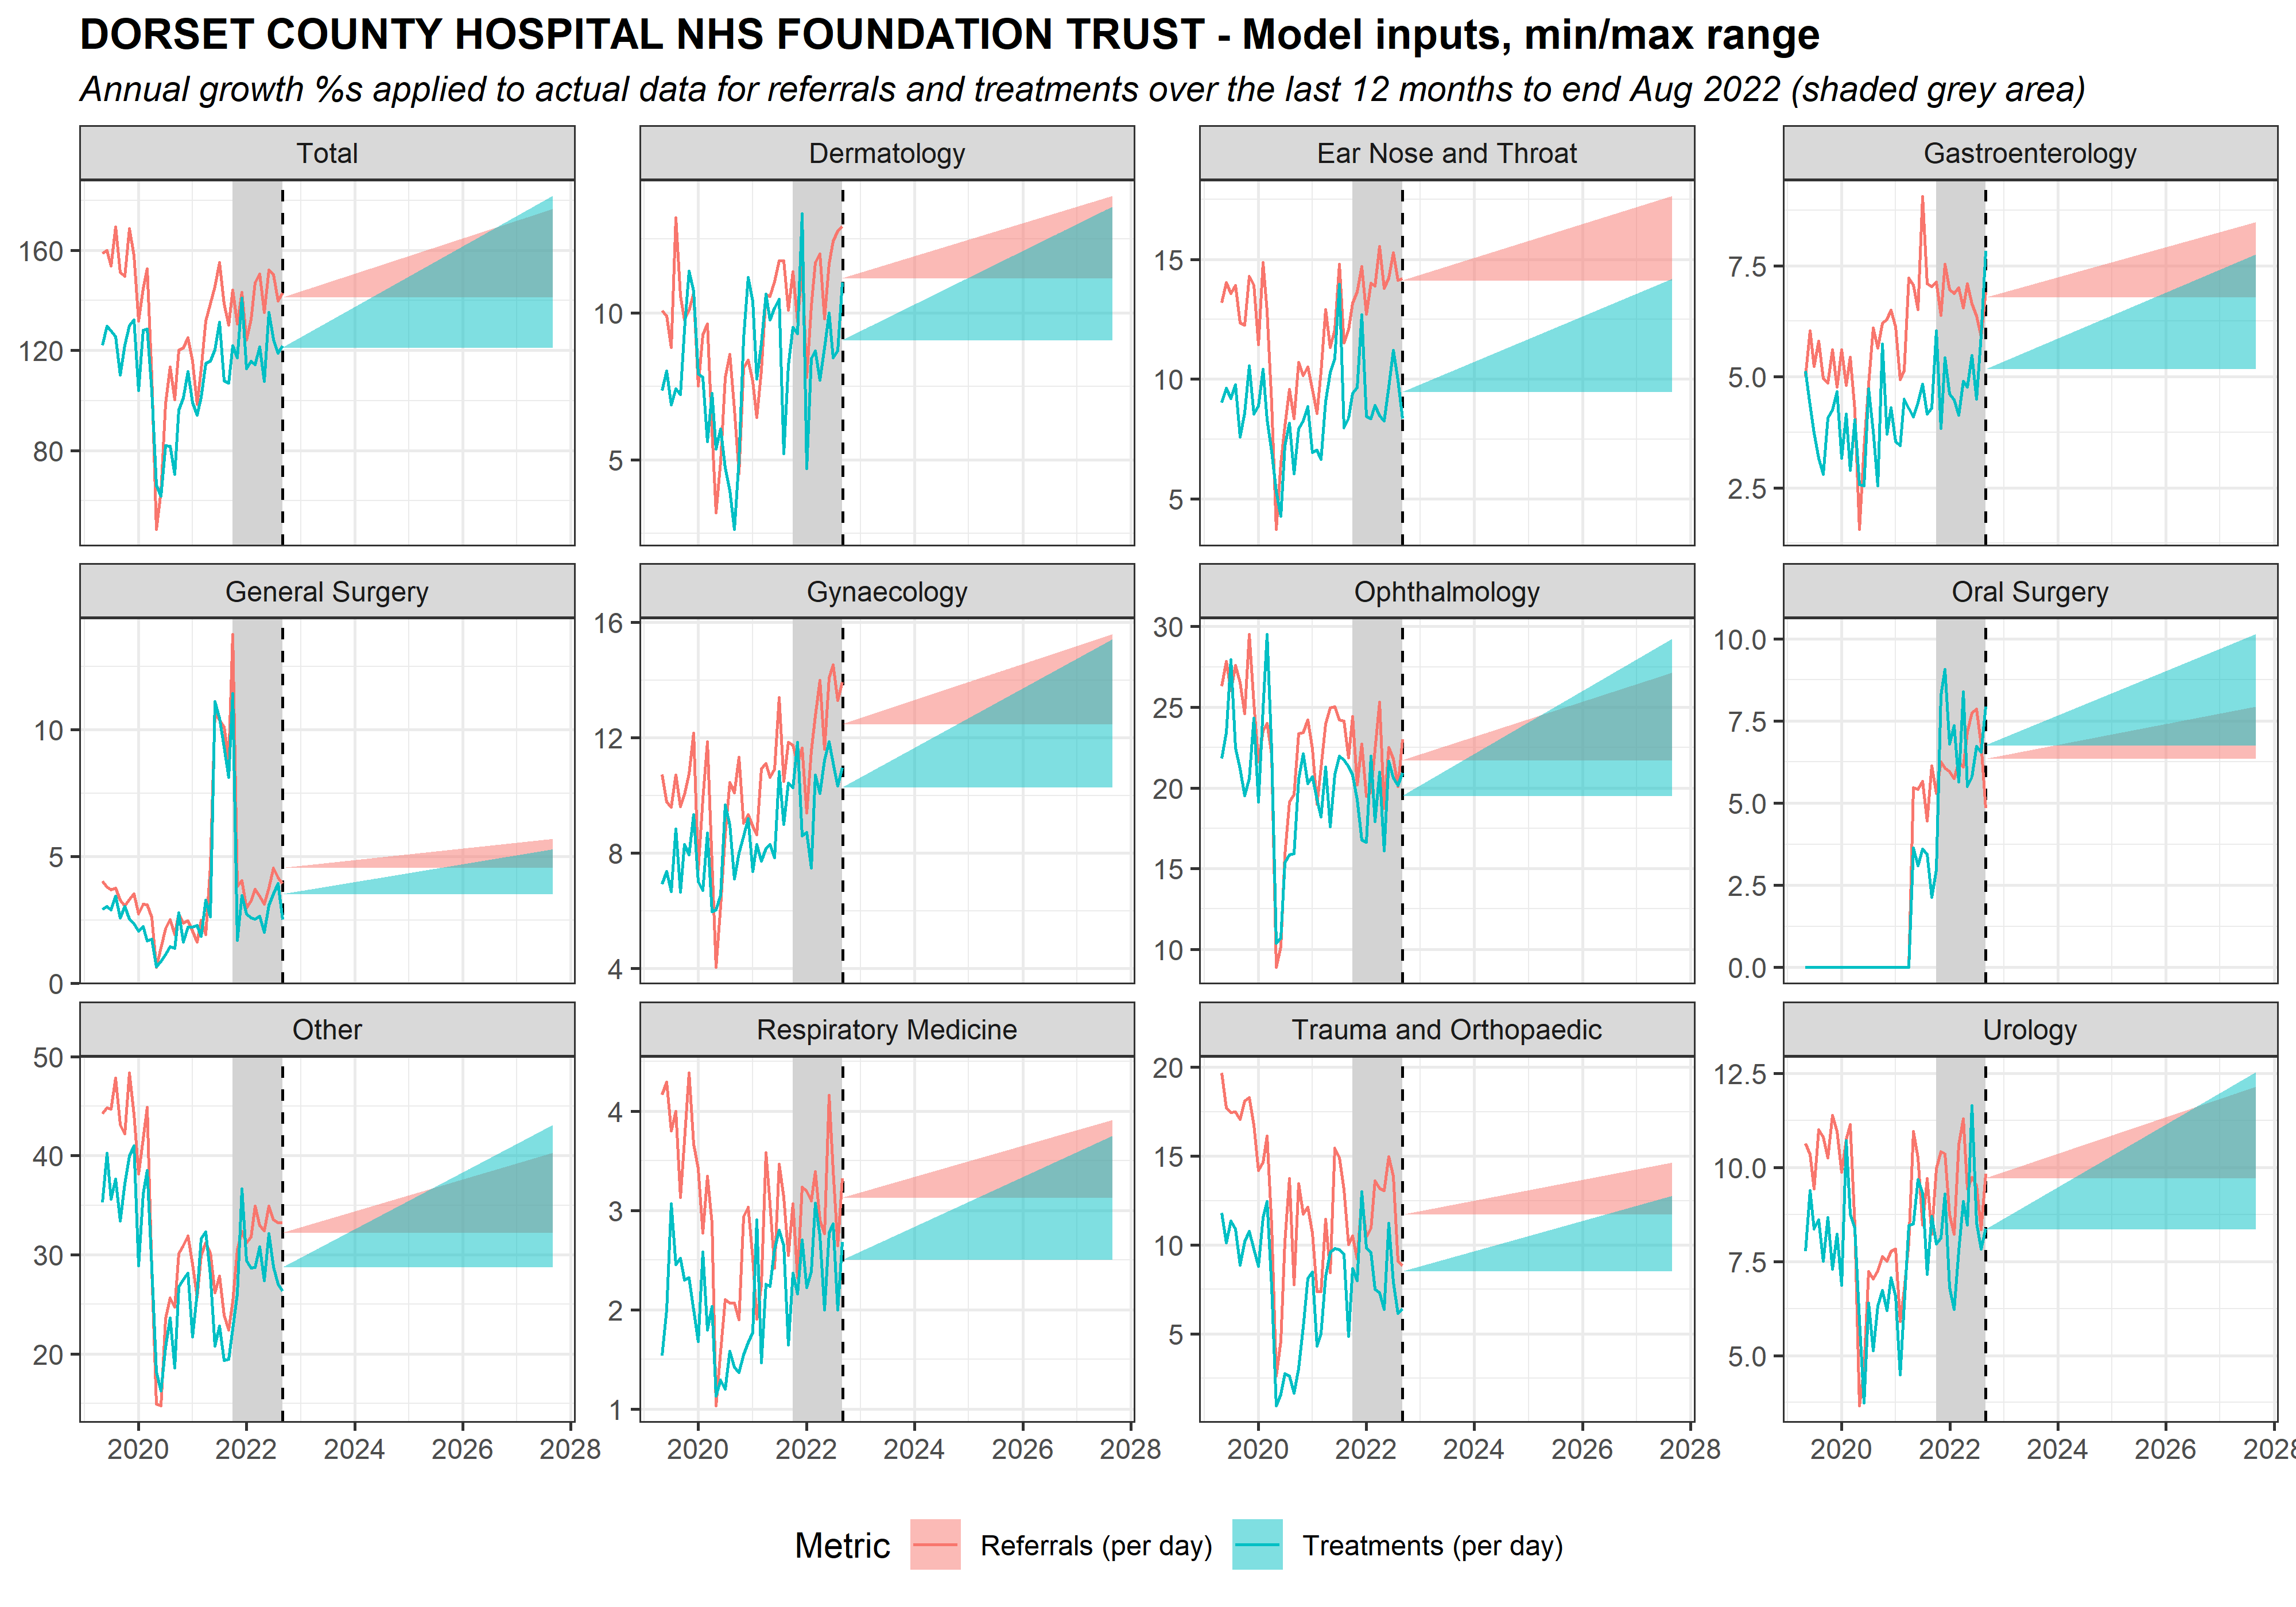 DORSET COUNTY HOSPITAL NHS FOUNDATION TRUST - Model inputs, min/max range
Annual growth %s applied to actual data for referrals and treatments over the last 12 months to end Aug 2022 (shaded grey area)
Total
Dermatology
Ear Nose and Throat
Gastroenterology
160
120
80
10
5
15
10
5
7.5
5.0
2.5
General Surgery
Gynaecology
Ophthalmology
Oral Surgery
10
5
0
16
12
8
4
30
25
20
15
10
10.0
7.5
5.0
2.5
0.0
Other
Respiratory Medicine
Trauma and Orthopaedic
Urology
50
40
30
20
4
3
2
1
20
15
10
5
12.5
10.0
7.5
5.0
2020 2022 2024 2026 2028
2020 2022 2024 2026 2028
2020 2022 2024 2026 2028
2020 2022 2024 2026 2028
Metric Referrals (per day) Treatments (per day)